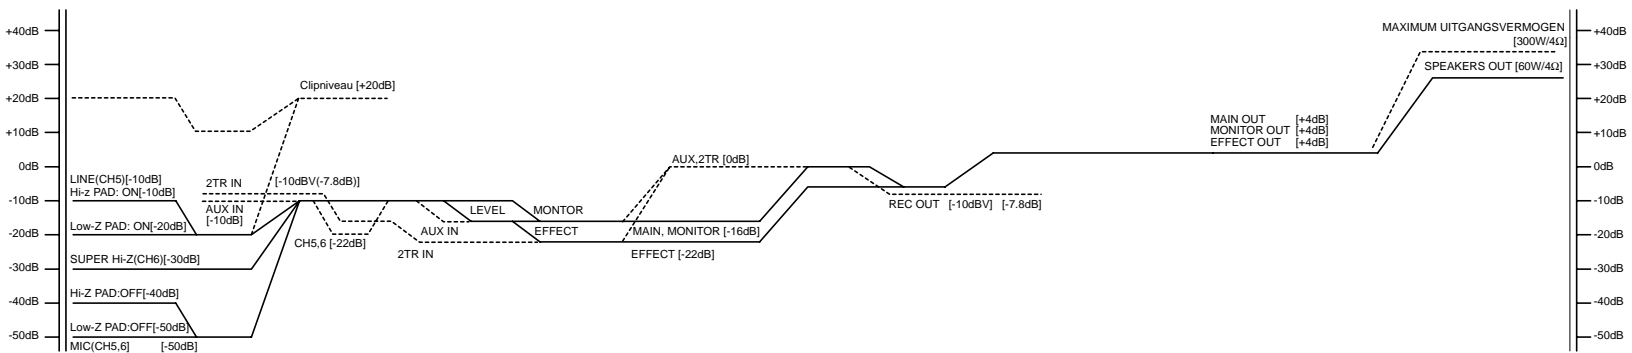 +40dB
+30dB
+20dB
+10dB
0dB
-10dB
-20dB
-30dB
-40dB
-50dB
LINE(CH5)[-10dB]
Hi-z PAD: ON[-10dB]
Low-Z PAD: ON[-20dB]
SUPER Hi-Z(CH6)[-30dB]
Hi-Z PAD:OFF[-40dB]
Low-Z PAD:OFF[-50dB]
MIC(CH5,6) [-50dB]
Clipniveau [+20dB]
2TR IN [-10dBV(-7.8dB)]
AUX IN
[-10dB]
CH5,6 [-22dB]
LEVEL
AUX IN
2TR IN
MONTOR
EFFECT
AUX,2TR [0dB]
MAIN, MONITOR [-16dB]
EFFECT [-22dB]
REC OUT [-10dBV] [-7.8dB]
MAIN OUT [+4dB]
MONITOR OUT [+4dB]
EFFECT OUT [+4dB]
MAXIMUM UITGANGSVERMOGEN
[300W/4Ω]
SPEAKERS OUT [60W/4Ω]
+40dB
+30dB
+20dB
+10dB
0dB
-10dB
-20dB
-30dB
-40dB
-50dB